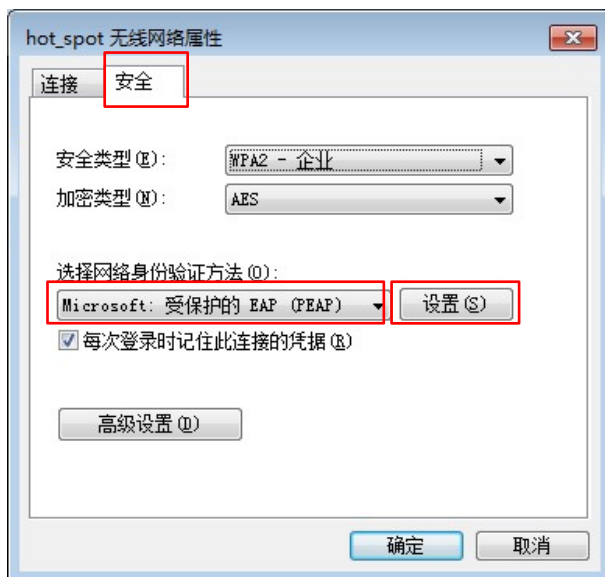 hot_spot 无线网络属性
连接 安全
安全类型(E): WPA2 - 企业
加密类型(N): AES
选择网络身份验证方法(O):
Microsoft: 受保护的 EAP (PEAP) 设置(S)
每次登录时记住此连接的凭据(R)
高级设置(D)
确定 取消